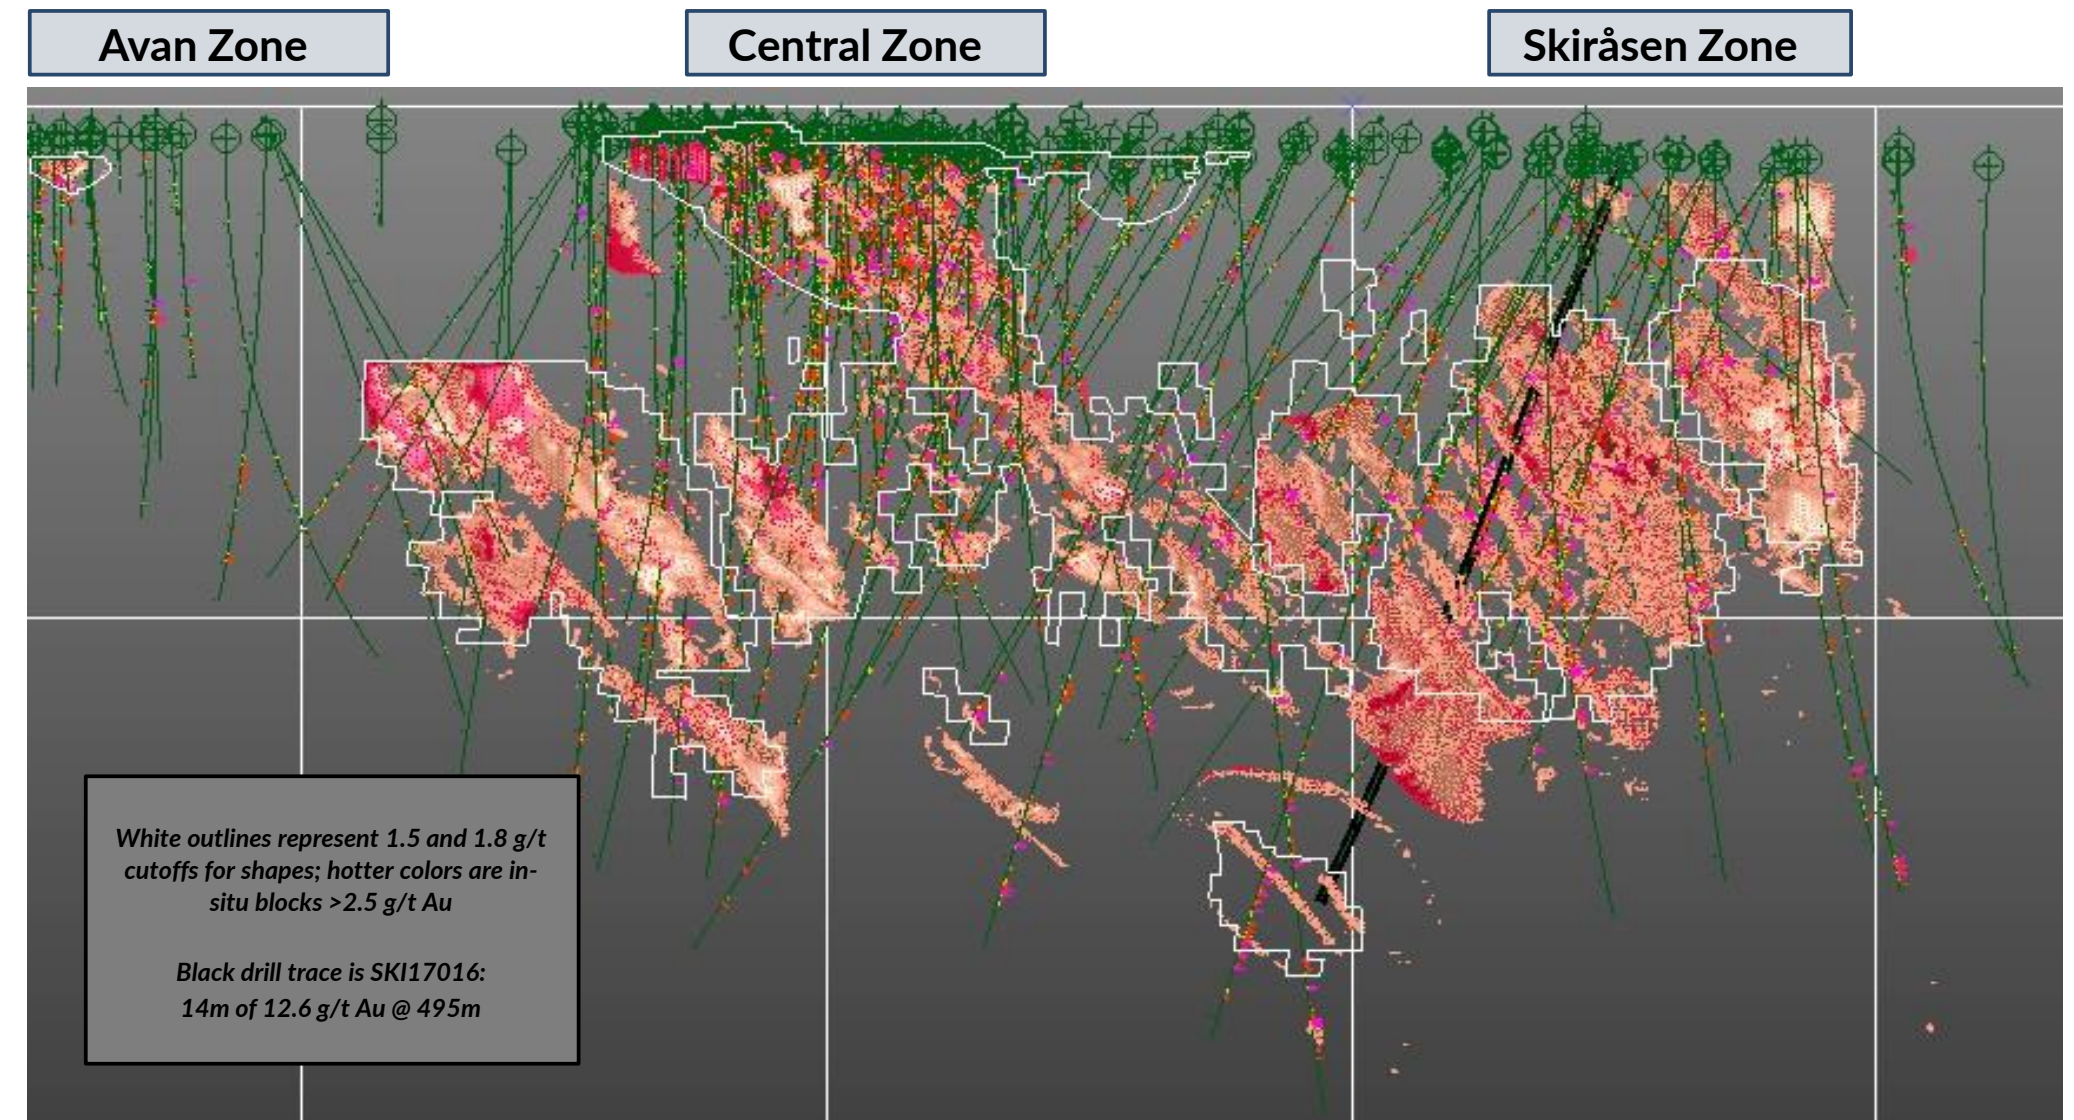 Avan Zone
Central Zone
Skiråsen Zone
White outlines represent 1.5 and 1.8 g/t
cutoffs for shapes; hotter colors are in-
situ blocks >2.5 g/t Au
Black drill trace is SKI17016:
14m of 12.6 g/t Au @ 495m